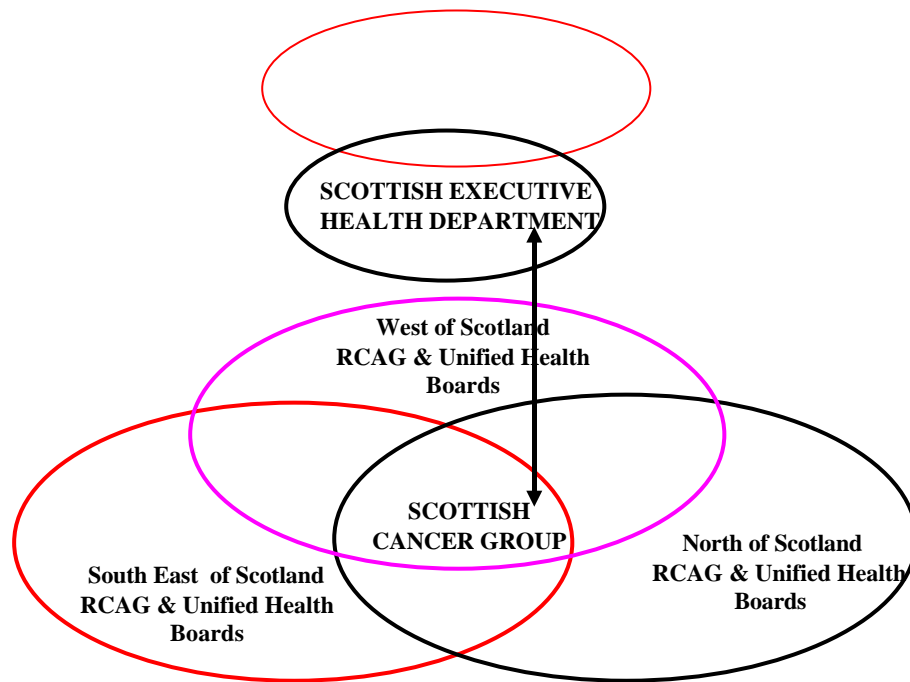 SCOTTISH EXECUTIVE
HEALTH DEPARTMENT
West of Scotland
RCAG & Unified Health
Boards
SCOTTISH
CANCER GROUP
South East of Scotland
RCAG & Unified Health
Boards
North of Scotland
RCAG & Unified Health
Boards